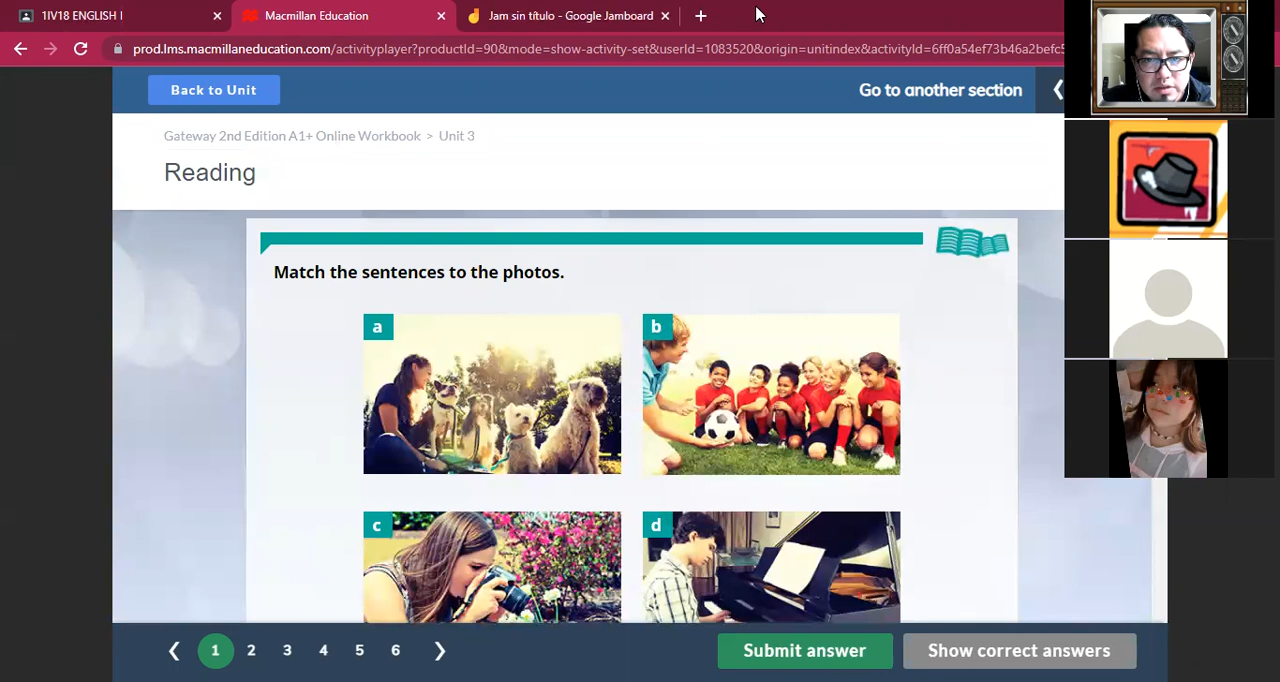 1IV18 ENGLISH I
Macmillan Education
Jam sin título - Google Jamboard
prod.lms.macmillaneducation.com/activityplayer?productId=90&mode=show-activity-set&userId=1083520&origin=unitindex&activityId=6ff0a54ef73b46a2befc5
Back to Unit
Go to another section
Gateway 2nd Edition A1+ Online Workbook > Unit 3
Reading
Match the sentences to the photos.
a
b
c
d
1 2 3 4 5 6
Submit answer
Show correct answers